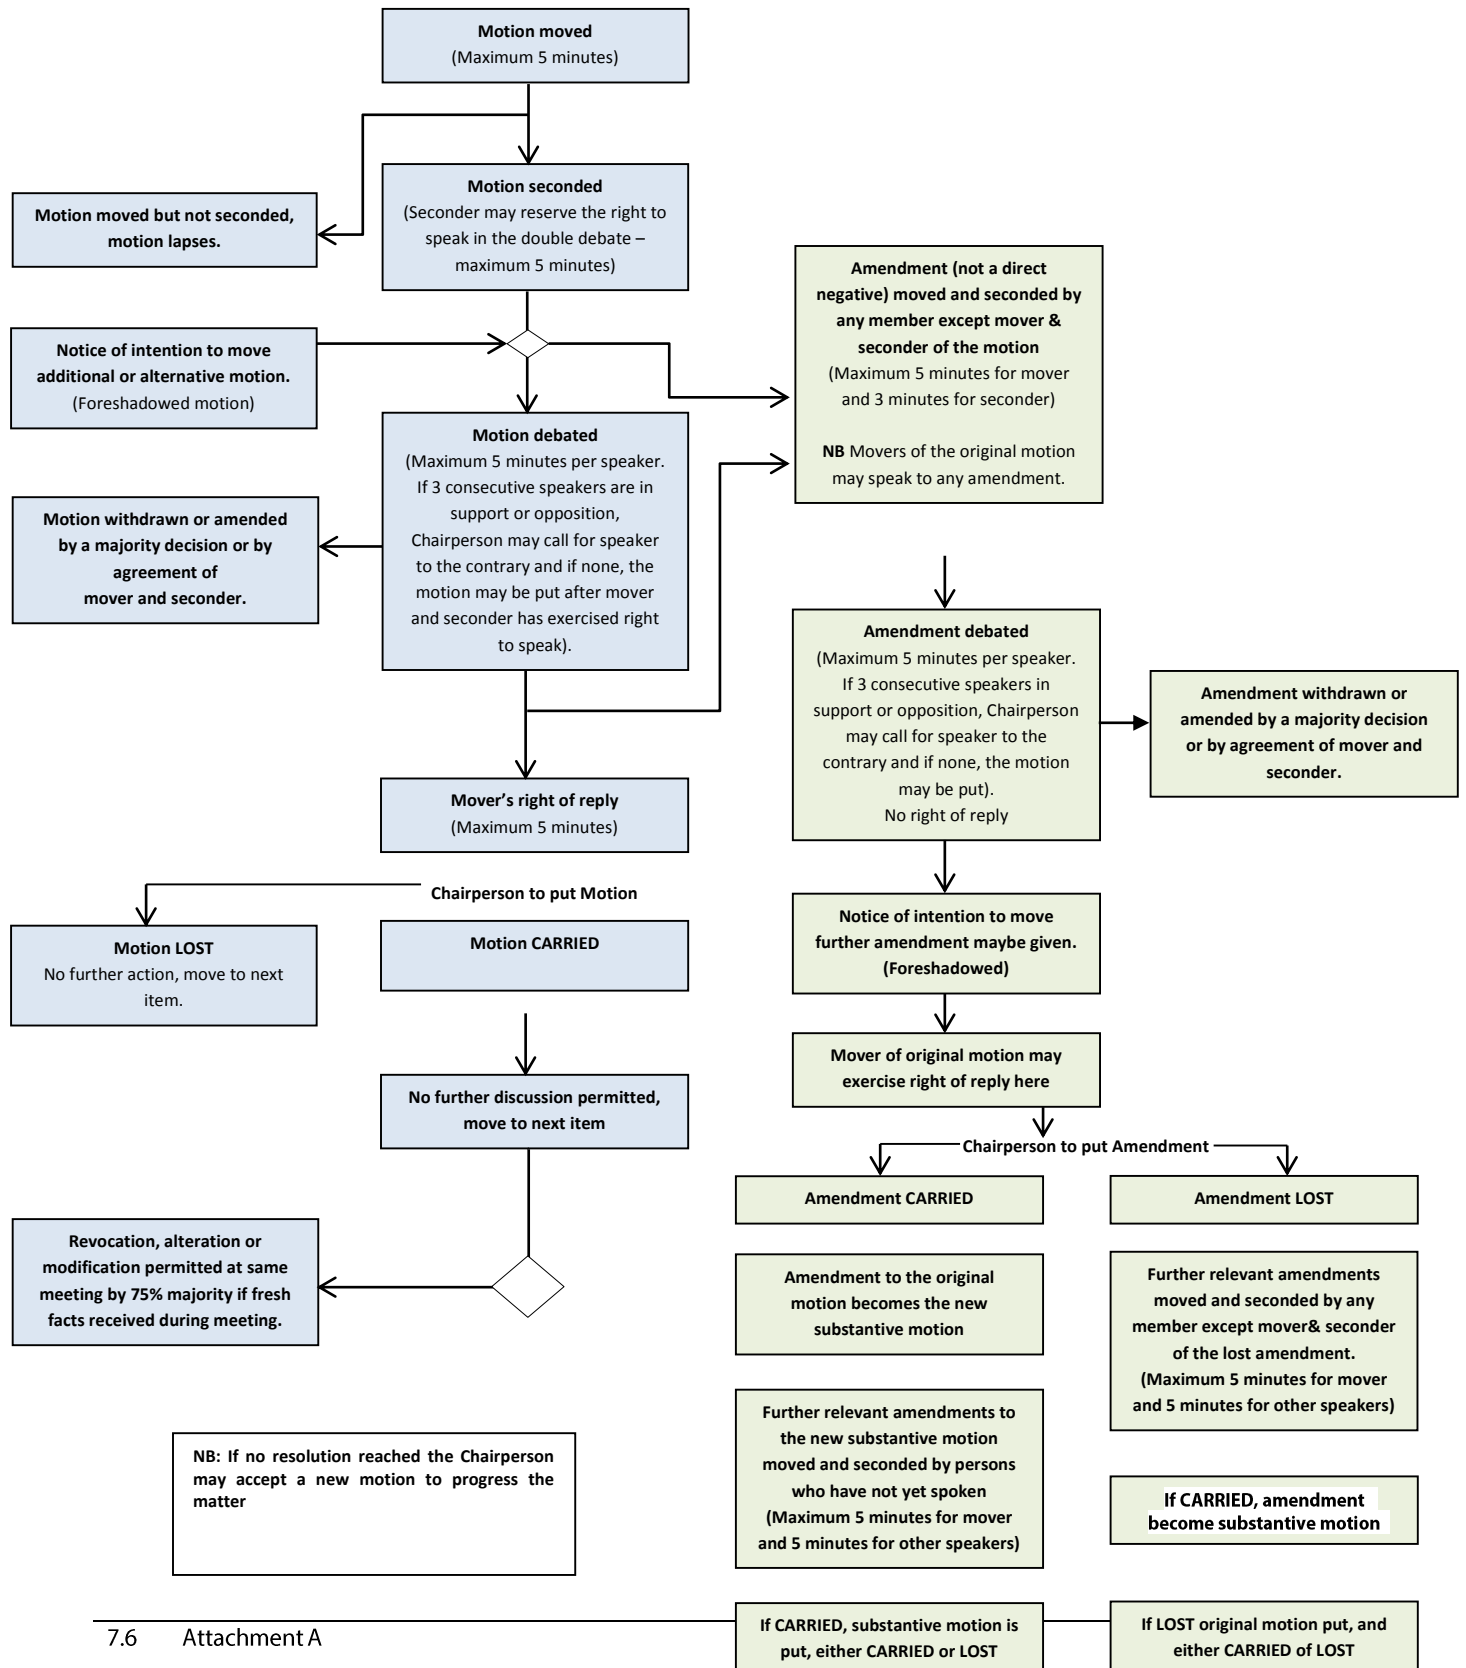 Motion moved
(Maximum 5 minutes)
Motion seconded
(Seconder may reserve the right to
speak in the double debate –
maximum 5 minutes)
Motion moved but not seconded,
motion lapses.
Notice of intention to move
additional or alternative motion.
(Foreshadowed motion)
Motion debated
(Maximum 5 minutes per speaker.
If 3 consecutive speakers are in
support or opposition,
Chairperson may call for speaker
to the contrary and if none, the
motion may be put after mover
and seconder has exercised right
to speak).
Motion withdrawn or amended
by a majority decision or by
agreement of
mover and seconder.
Mover’s right of reply
(Maximum 5 minutes)
Chairperson to put Motion
Motion LOST
No further action, move to next
item.
Motion CARRIED
No further discussion permitted,
move to next item
Revocation, alteration or
modification permitted at same
meeting by 75% majority if fresh
facts received during meeting.
NB: If no resolution reached the Chairperson
may accept a new motion to progress the
matter
Amendment (not a direct
negative) moved and seconded by
any member except mover &
seconder of the motion
(Maximum 5 minutes for mover
and 3 minutes for seconder)
NB Movers of the original motion
may speak to any amendment.
Amendment debated
(Maximum 5 minutes per speaker.
If 3 consecutive speakers in
support or opposition, Chairperson
may call for speaker to the
contrary and if none, the motion
may be put).
No right of reply
Amendment withdrawn or
amended by a majority decision
or by agreement of mover and
seconder.
Notice of intention to move
further amendment maybe given.
(Foreshadowed)
Mover of original motion may
exercise right of reply here
Chairperson to put Amendment
Amendment CARRIED
Amendment to the original
motion becomes the new
substantive motion
Further relevant amendments to
the new substantive motion
moved and seconded by persons
who have not yet spoken
(Maximum 5 minutes for mover
and 5 minutes for other speakers)
If CARRIED, substantive motion is
put, either CARRIED or LOST
Amendment LOST
Further relevant amendments
moved and seconded by any
member except mover& seconder
of the lost amendment.
(Maximum 5 minutes for mover
and 5 minutes for other speakers)
If CARRIED, amendment
become substantive motion
If LOST original motion put, and
either CARRIED of LOST
7.6 Attachment A